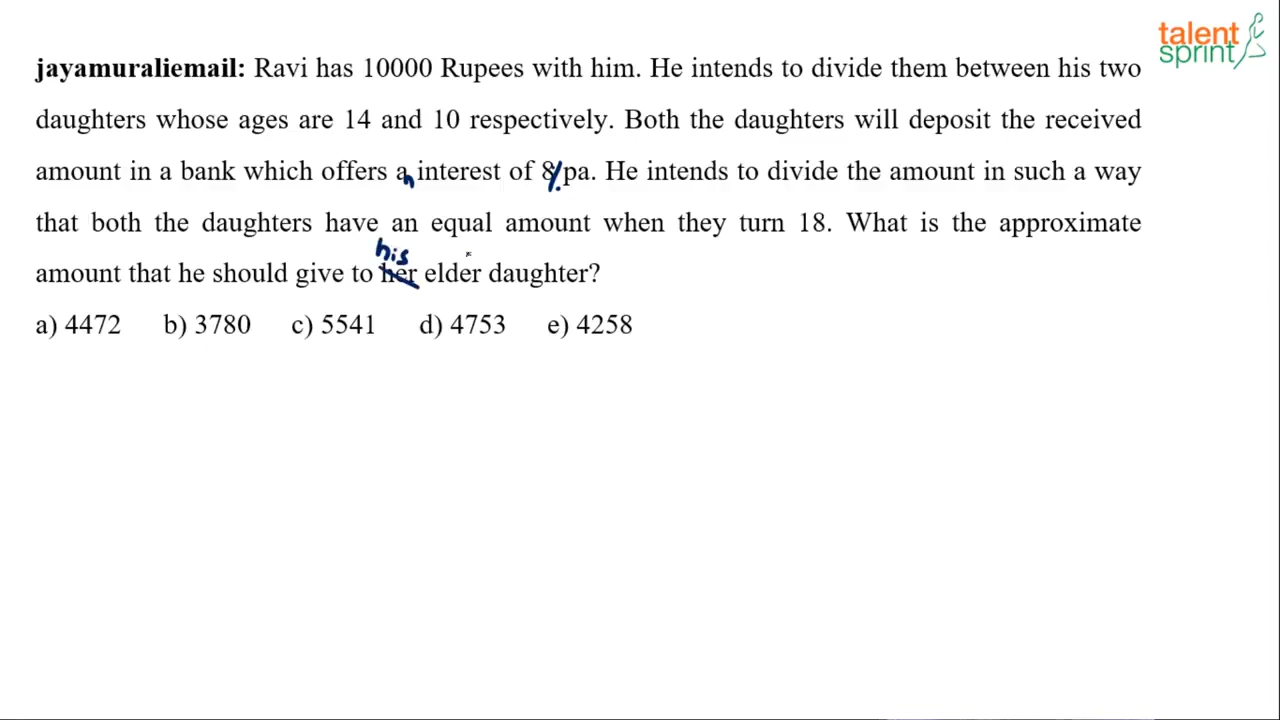 talent
sprint
jayamuraliemail: Ravi has 10000 Rupees with him. He intends to divide them between his two
daughters whose ages are 14 and 10 respectively. Both the daughters will deposit the received
amount in a bank which offers an interest of 8% pa. He intends to divide the amount in such a way
that both the daughters have an equal amount when they turn 18. What is the approximate
his
amount that he should give to her elder daughter?
a) 4472 b) 3780 c) 5541 d) 4753 e) 4258